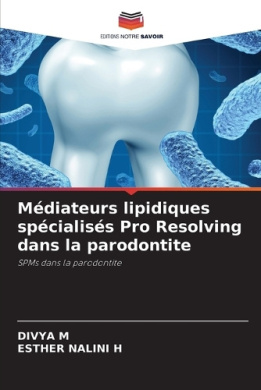 EDITIONS NOTRE SAVOIR
Médiateurs lipidiques
spécialisés Pro Resolving
dans la parodontite
SPMs dans la parodontite
DIVYA M
ESTHER NALINI H